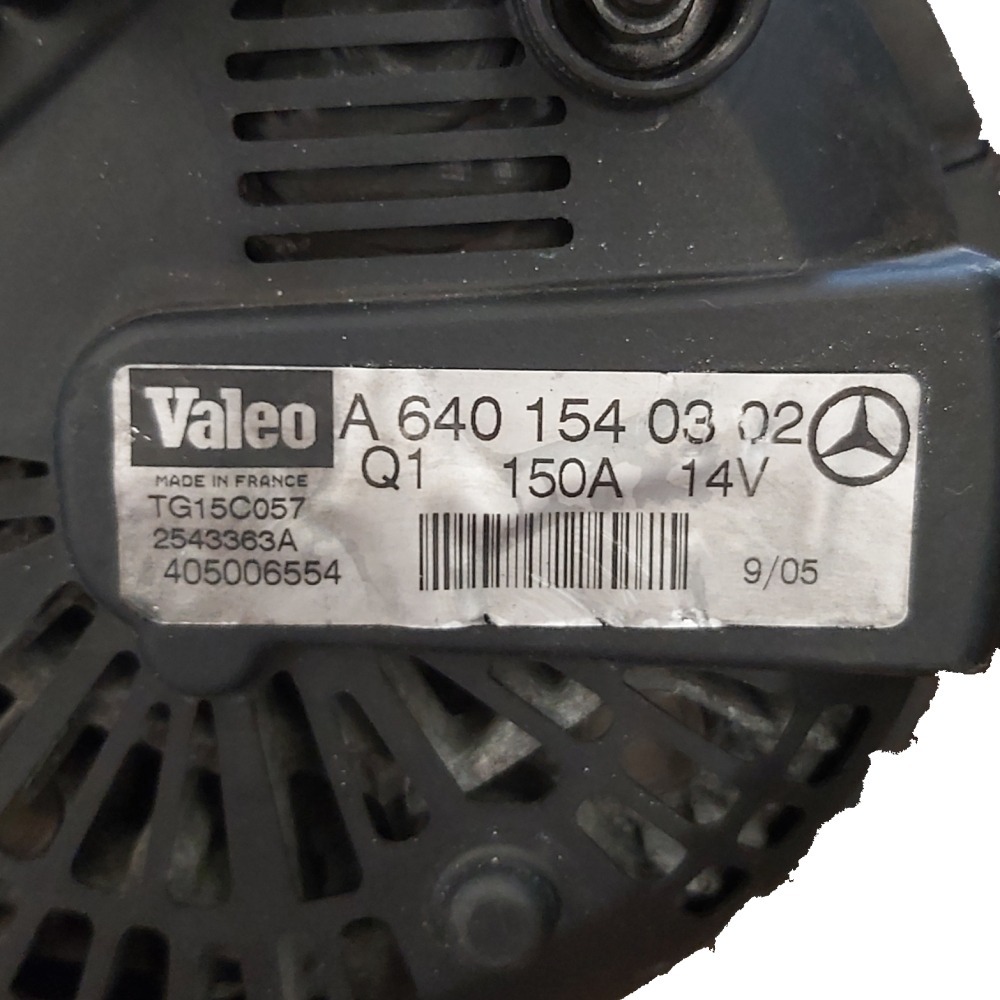 Valeo A 640 154 03 02
MADE IN FRANCE Q1 150A 14V
TG15C057
2543363A
405006554 9/05